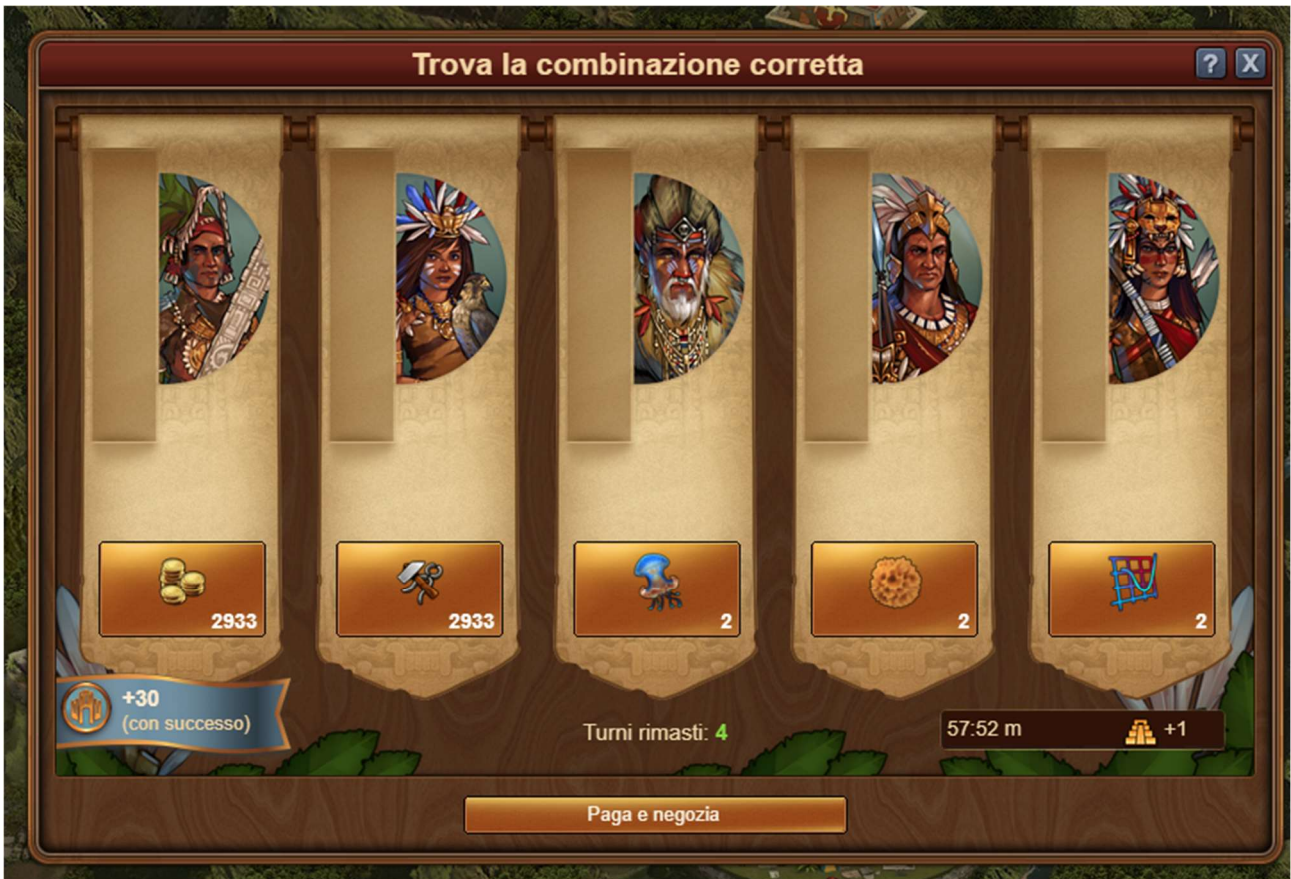 Trova la combinazione corretta
? X
2933 2933 2 2 2
+30
(con successo)
Turni rimasti: 4
57:52 m +1
Paga e negozia